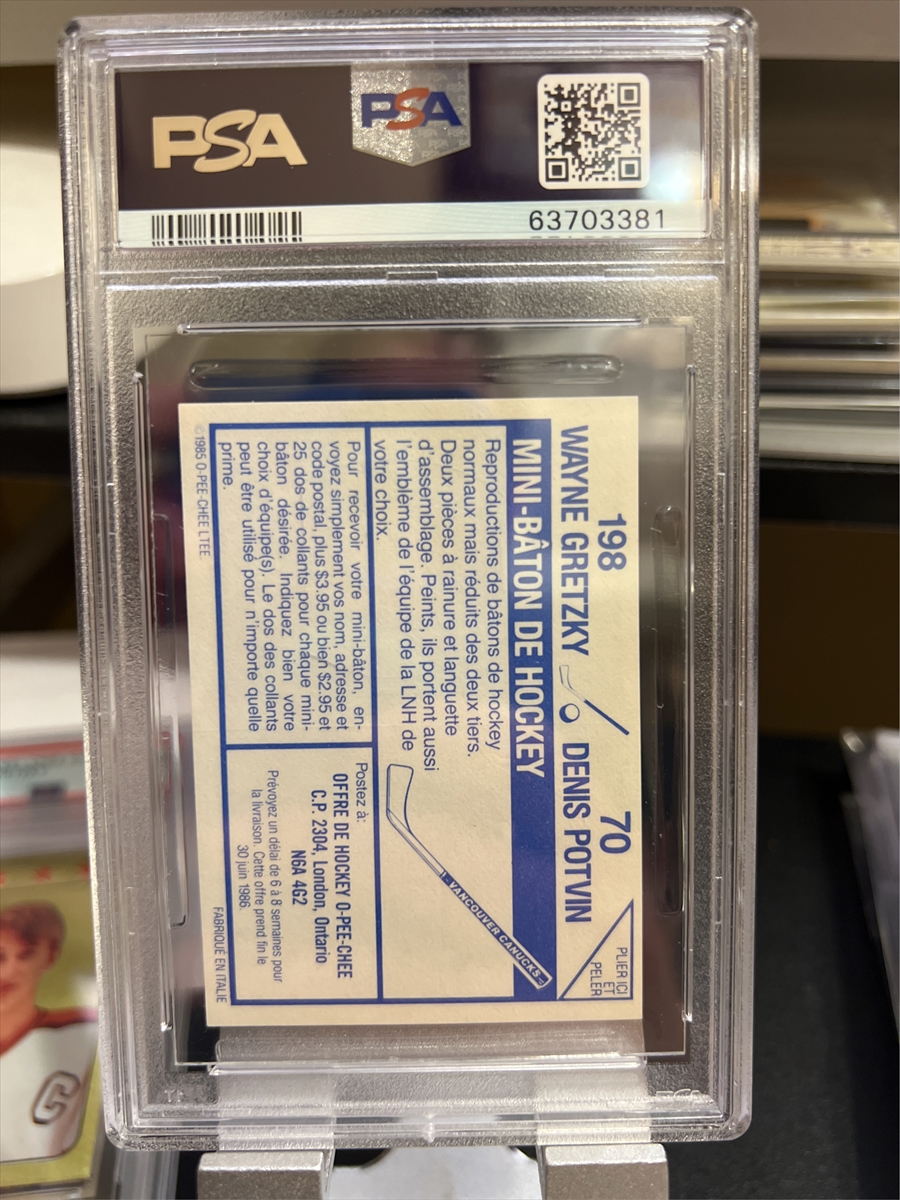 PSA
PSA
63703381
198
70
WAYNE GRETZKY
DENIS POTVIN
PLIER ICI
ET
PELER
MINI-BÂTON DE HOCKEY
Reproductions de bâtons de hockey
normaux mais réduits des deux tiers.
Deux pièces à rainure et languette
d'assemblage. Peints, ils portent aussi
l'emblème de l'équipe de la LNH de
votre choix.
VANCOUVER CANUCKS
Pour recevoir votre mini-bâton, en-
voyez simplement vos nom, adresse et
code postal, plus $3.95 ou bien $2.95 et
25 dos de collants pour chaque mini-
bâton désirée. Indiquez bien votre
choix d'équipe(s). Le dos des collants
peut être utilisé pour n'importe quelle
prime.
Postez à:
OFFRE DE HOCKEY O-PEE-CHEE
C.P. 2304, London, Ontario
N6A 4G2
Prévoyez un délai de 6 à 8 semaines pour
la livraison. Cette offre prend fin le
30 juin 1986.
©1985 O-PEE-CHEE LTEE.
FABRIQUÉ EN ITALIE
C